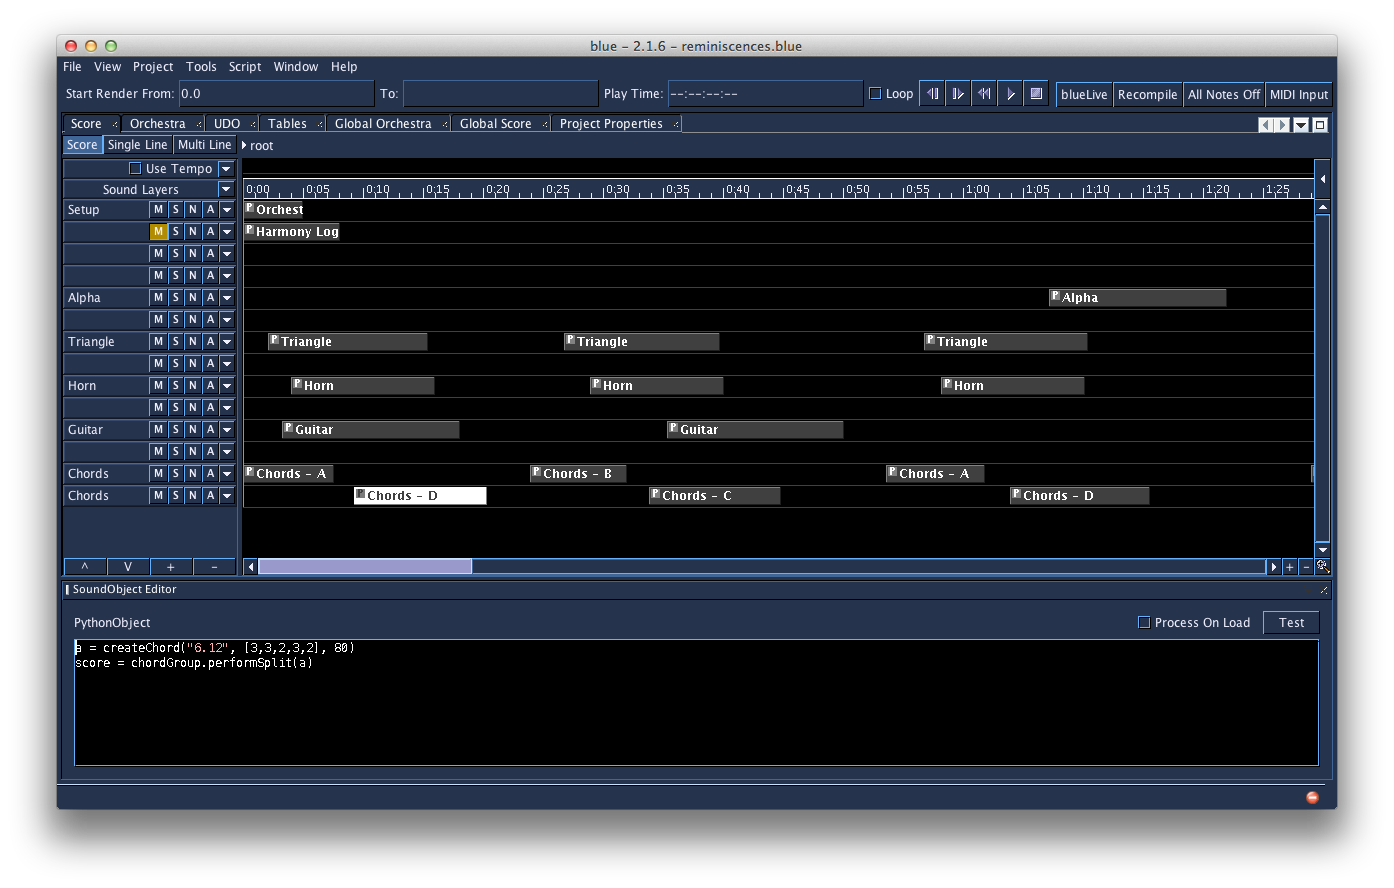 blue – 2.1.6 – reminiscences.blue
File View Project Tools Script Window Help
Start Render From: 0.0 To: Play Time: --:--:--:-- Loop blueLive Recompile All Notes Off MIDI Input
Score Orchestra UDO Tables Global Orchestra Global Score Project Properties
Score Single Line Multi Line root
Use Tempo
Sound Layers 0;00 0;05 0;10 0;15 0;20 0;25 0;30 0;35 0;40 0;45 0;50 0;55 1;00 1;05 1;10 1;15 1;20 1;25
Setup M S N A P Orchest
M S N A P Harmony Log
M S N A
M S N A
Alpha M S N A P Alpha
M S N A
Triangle M S N A P Triangle P Triangle P Triangle
M S N A
Horn M S N A P Horn P Horn P Horn
M S N A
Guitar M S N A P Guitar P Guitar
M S N A
Chords M S N A P Chords – A P Chords – B P Chords – A
Chords M S N A P Chords – D P Chords – C P Chords – D
^ V + - + -
SoundObject Editor
PythonObject Process On Load Test
a = createChord("6.12", [3,3,2,3,2], 80)
score = chordGroup.performSplit(a)